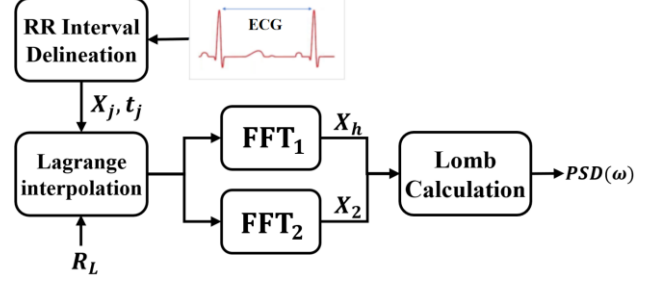 RR Interval
Delineation
ECG
X_j, t_j
Lagrange
interpolation
R_L
FFT_1
X_h
FFT_2
X_2
Lomb
Calculation
PSD(ω)